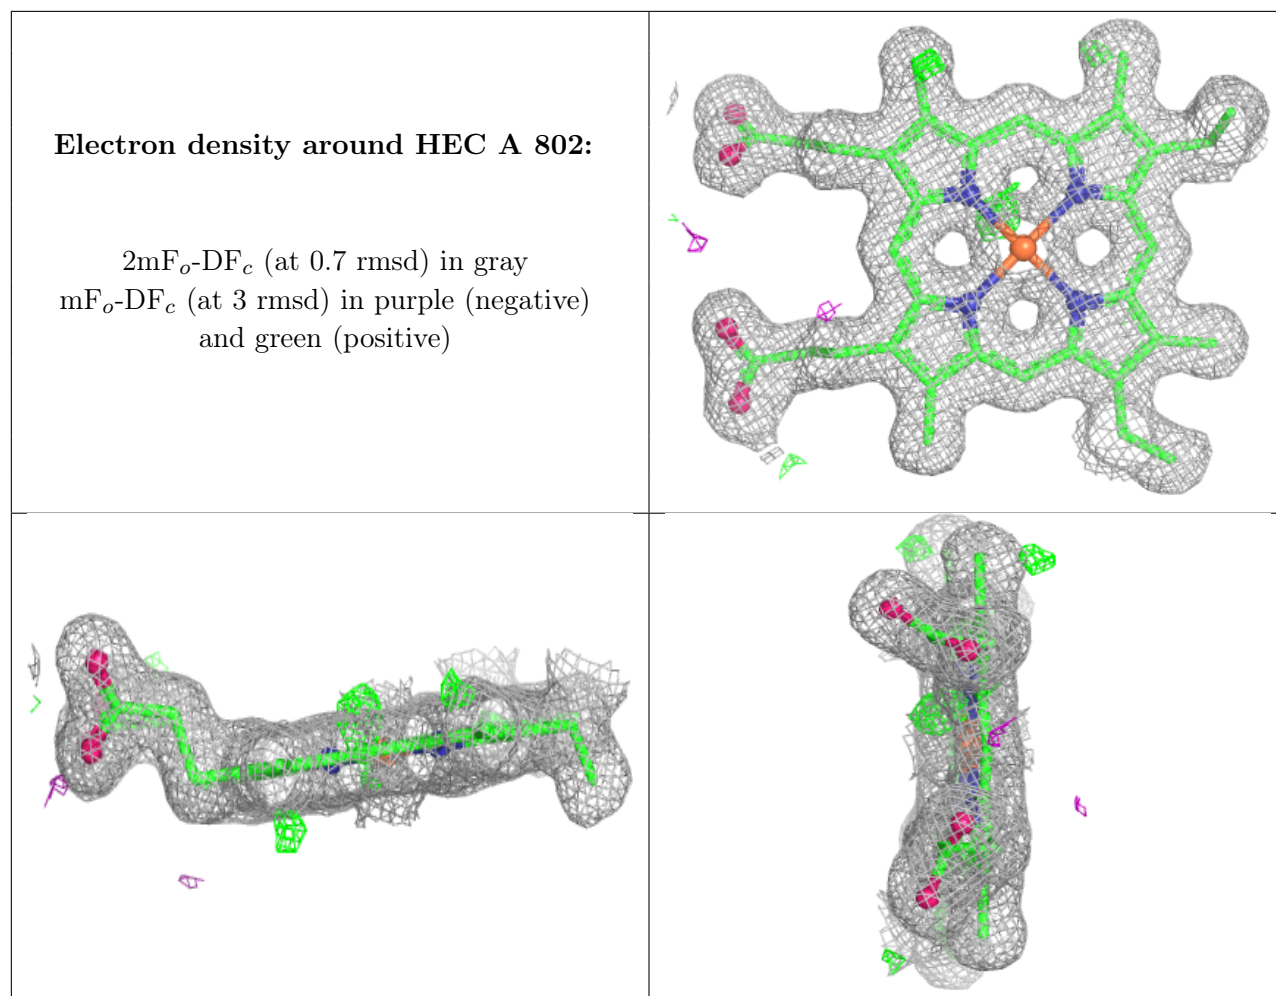 Electron density around HEC A 802:
2mFₒ-DF𝒸 (at 0.7 rmsd) in gray
mFₒ-DF𝒸 (at 3 rmsd) in purple (negative)
and green (positive)